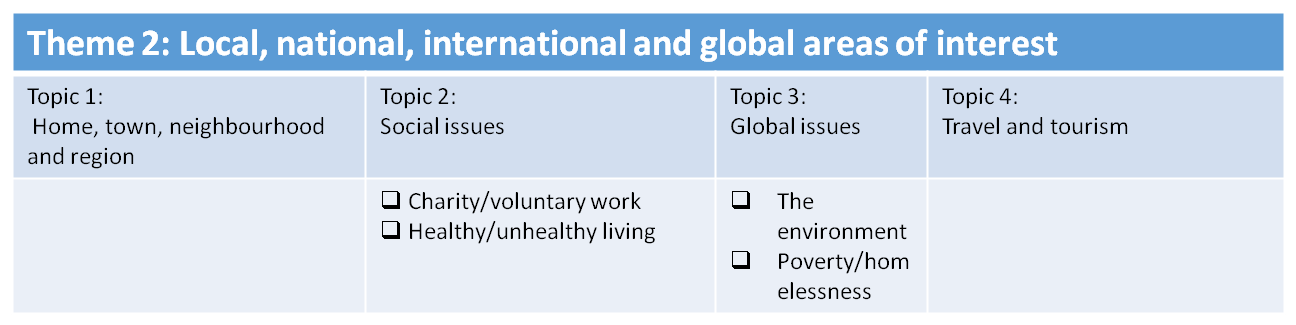 Theme 2: Local, national, international and global areas of interest
Topic 1:
Home, town, neighbourhood
and region
Topic 2:
Social issues
Topic 3:
Global issues
Topic 4:
Travel and tourism
❑ Charity/voluntary work
❑ Healthy/unhealthy living
❑ The
environment
❑ Poverty/hom
elessness